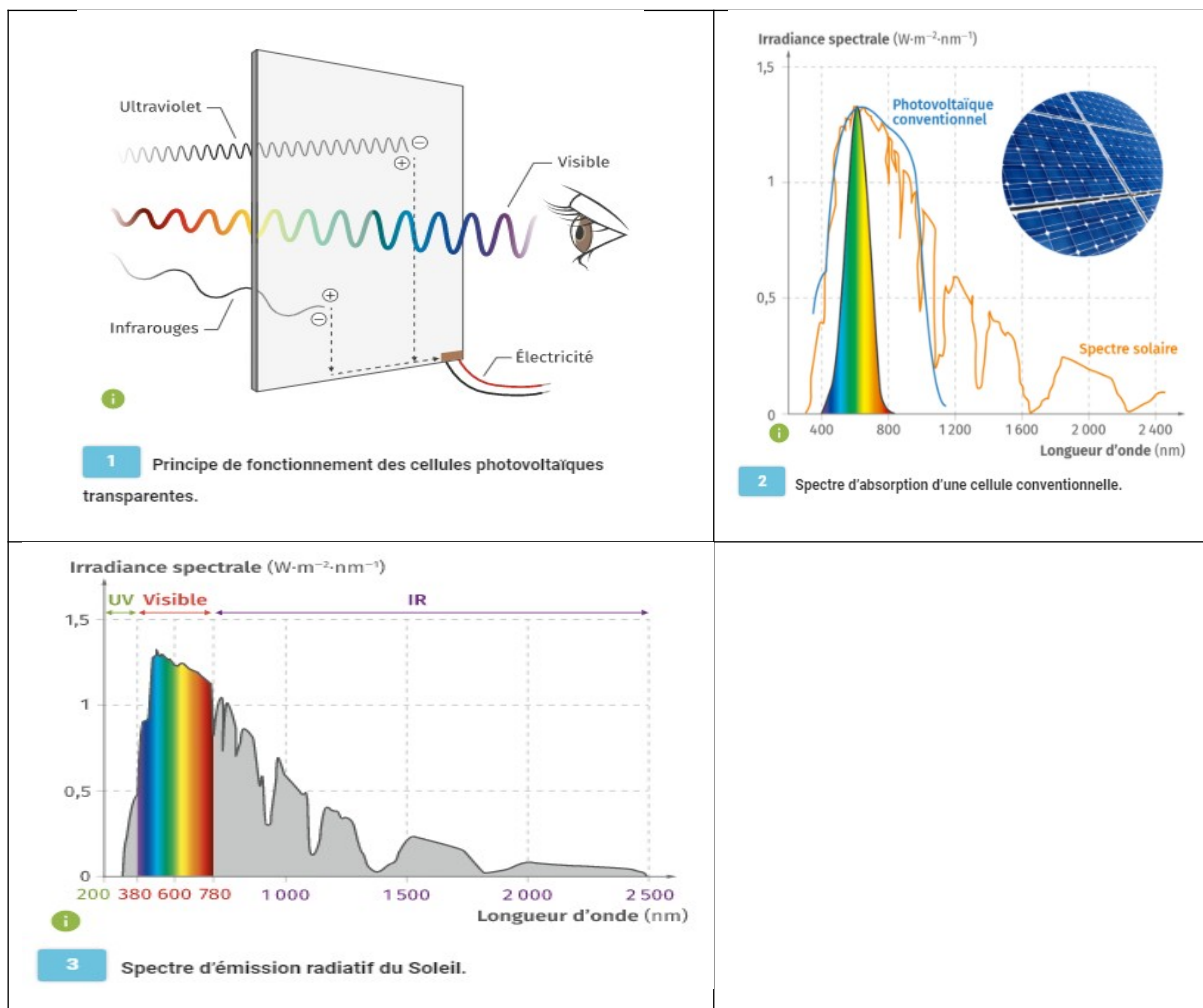 Ultraviolet
Visible
Infrarouges
Électricité
i
1 Principe de fonctionnement des cellules photovoltaïques
transparentes.
Irradiance spectrale (W·m⁻²·nm⁻¹)
1,5
Photovoltaïque
conventionnel
1
0,5
Spectre solaire
0
400 800 1 200 1 600 2 000 2 400
Longueur d’onde (nm)
i
2 Spectre d’absorption d’une cellule conventionnelle.
Irradiance spectrale (W·m⁻²·nm⁻¹)
UV Visible IR
1,5
1
0,5
0
200 380 600 780 1 000 1 500 2 000 2 500
Longueur d’onde (nm)
i
3 Spectre d’émission radiatif du Soleil.